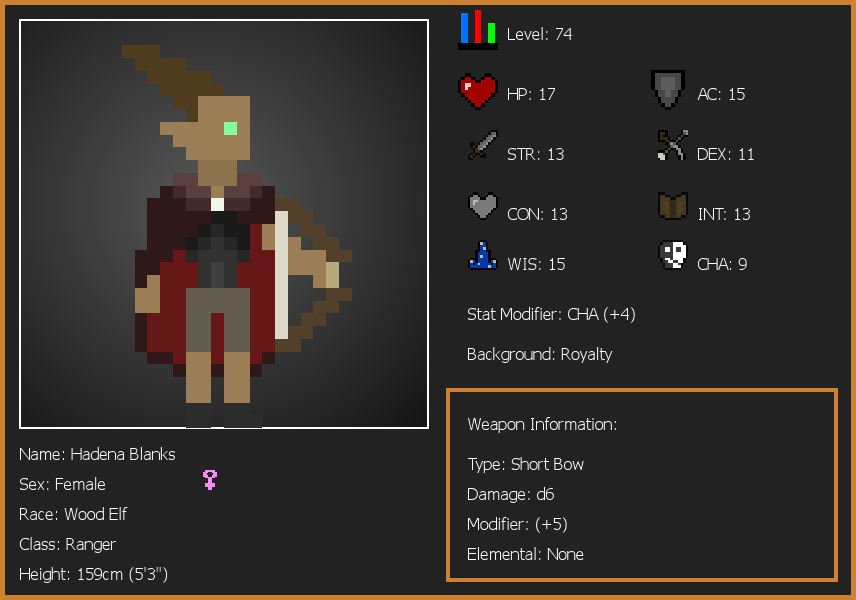 Level: 74
HP: 17
AC: 15
STR: 13
DEX: 11
CON: 13
INT: 13
WIS: 15
CHA: 9
Stat Modifier: CHA (+4)
Background: Royalty
Weapon Information:
Type: Short Bow
Damage: d6
Modifier: (+5)
Elemental: None
Name: Hadena Blanks
Sex: Female
Race: Wood Elf
Class: Ranger
Height: 159cm (5'3")